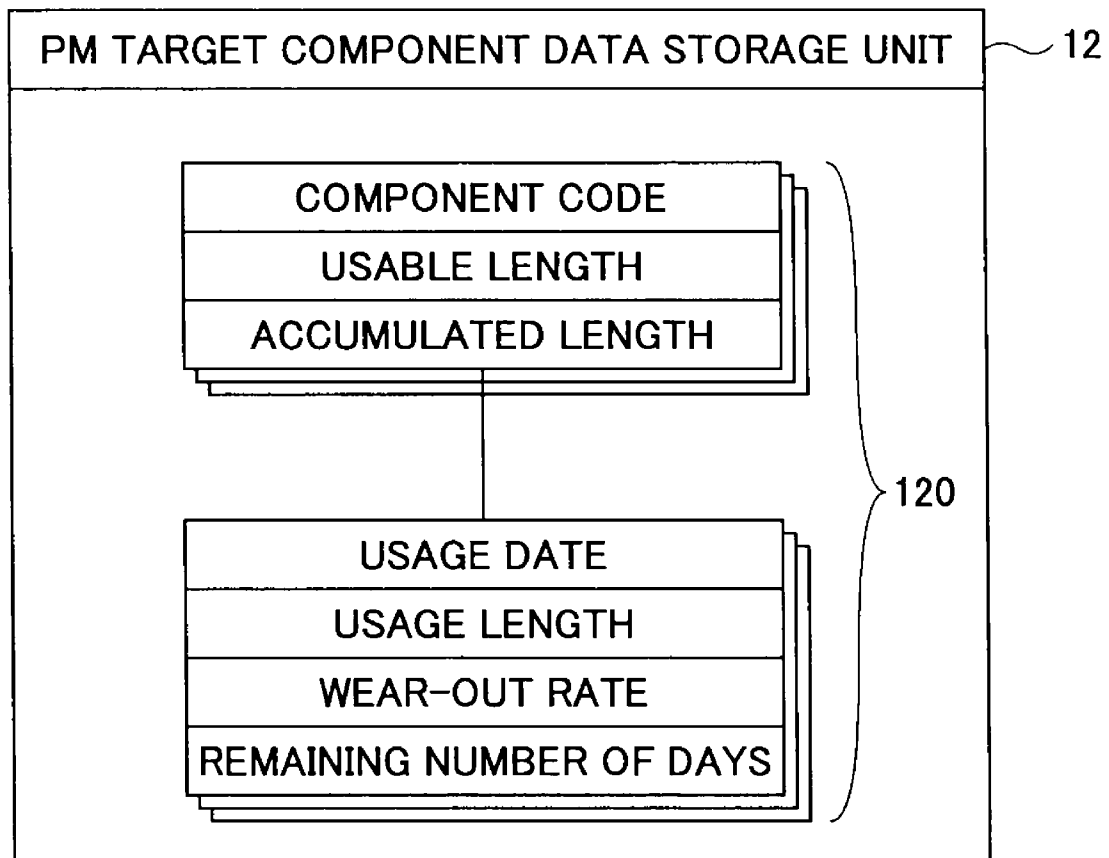 PM TARGET COMPONENT DATA STORAGE UNIT
12
COMPONENT CODE
USABLE LENGTH
ACCUMULATED LENGTH
120
USAGE DATE
USAGE LENGTH
WEAR-OUT RATE
REMAINING NUMBER OF DAYS